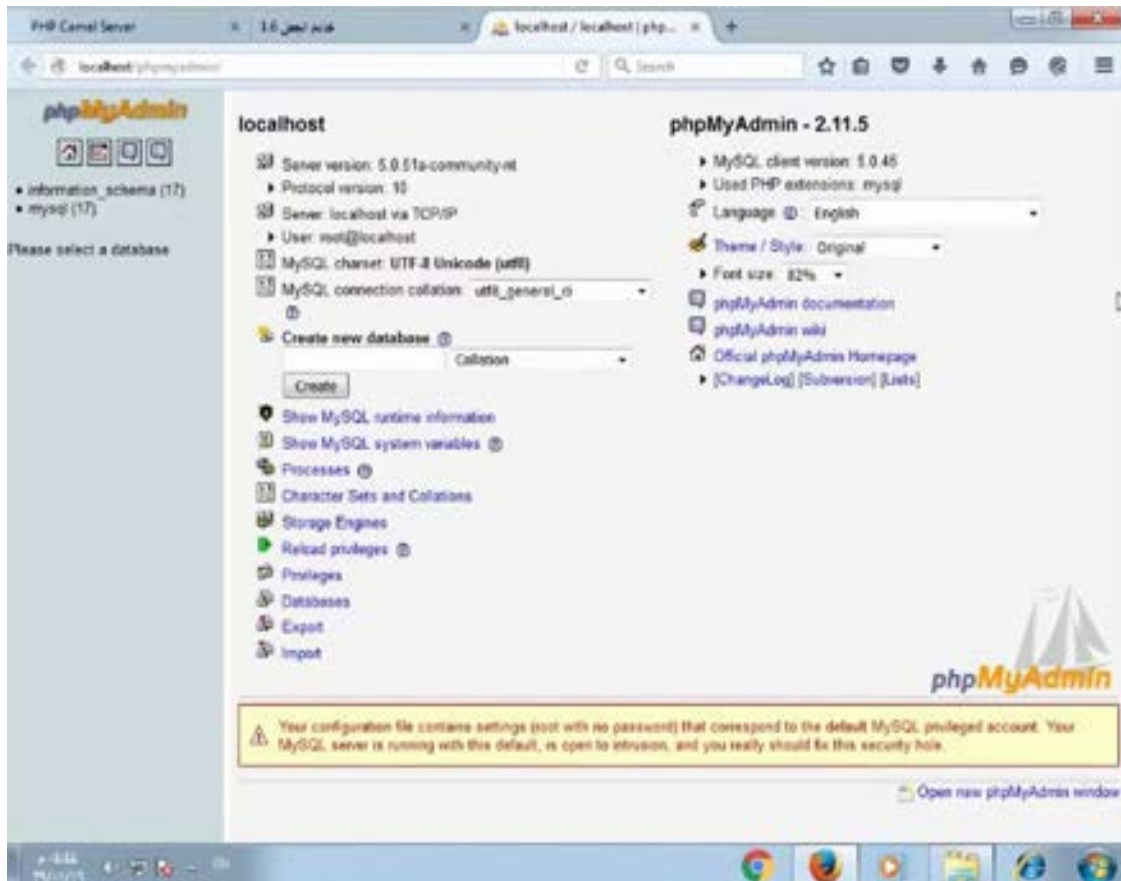 PHP Camel Server
1.6
localhost / localhost | php...
localhost/phpmyadmin/
Search
phpMyAdmin
information_schema (17)
mysql (17)
Please select a database
localhost
Server version: 5.0.51a-community-nt
Protocol version: 10
Server: localhost via TCP/IP
User: root@localhost
MySQL charset: UTF-8 Unicode (utf8)
MySQL connection collation: utf8_general_ci
Create new database
Collation
Create
Show MySQL runtime information
Show MySQL system variables
Processes
Character Sets and Collations
Storage Engines
Reload privileges
Privileges
Databases
Export
Import
phpMyAdmin - 2.11.5
MySQL client version: 5.0.45
Used PHP extensions: mysql
Language: English
Theme / Style: Original
Font size: 82%
phpMyAdmin documentation
phpMyAdmin wiki
Official phpMyAdmin Homepage
[ChangeLog] [Subversion] [Lists]
phpMyAdmin
Your configuration file contains settings (root with no password) that correspond to the default MySQL privileged account. Your
MySQL server is running with this default, is open to intrusion, and you really should fix this security hole.
Open new phpMyAdmin window
EN